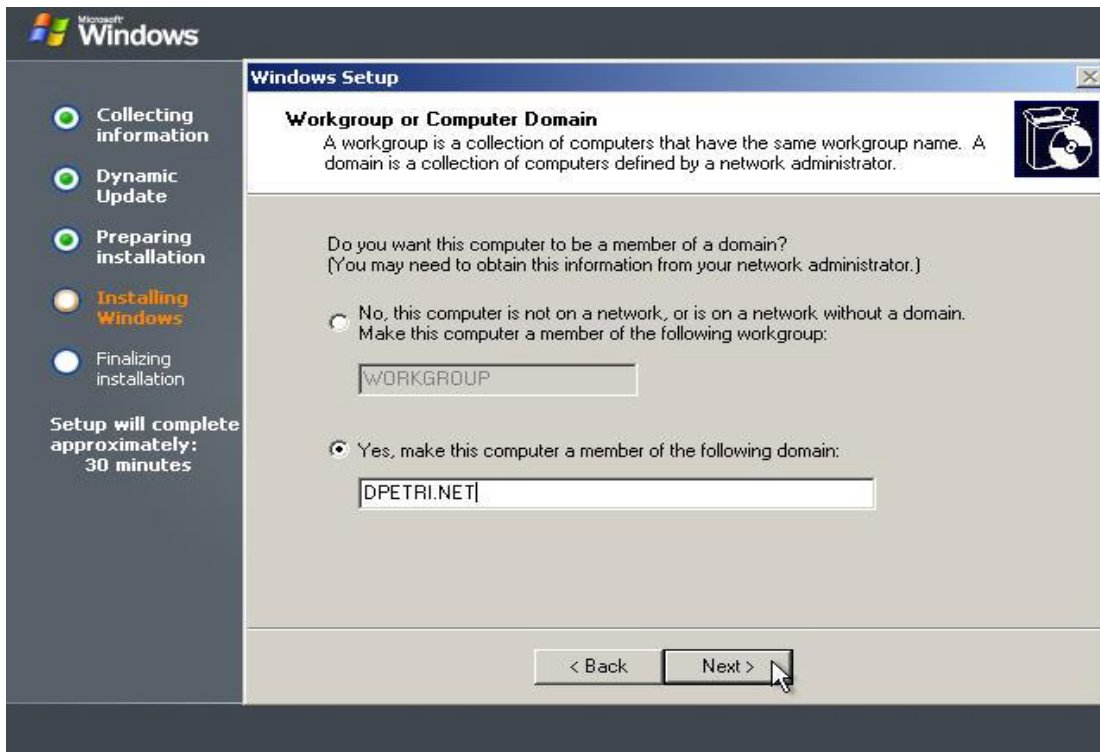 Microsoft
Windows
Collecting
information
Dynamic
Update
Preparing
installation
Installing
Windows
Finalizing
installation
Setup will complete
approximately:
30 minutes
Windows Setup
Workgroup or Computer Domain
A workgroup is a collection of computers that have the same workgroup name. A
domain is a collection of computers defined by a network administrator.
Do you want this computer to be a member of a domain?
(You may need to obtain this information from your network administrator.)
No, this computer is not on a network, or is on a network without a domain.
Make this computer a member of the following workgroup:
WORKGROUP
Yes, make this computer a member of the following domain:
DPETRI.NET
< Back
Next >